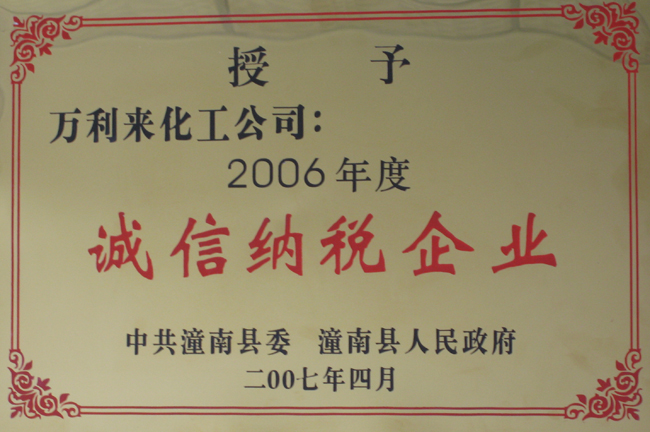 授 予
万利来化工公司：
2006年度
诚信纳税企业
中共潼南县委 潼南县人民政府
二00七年四月